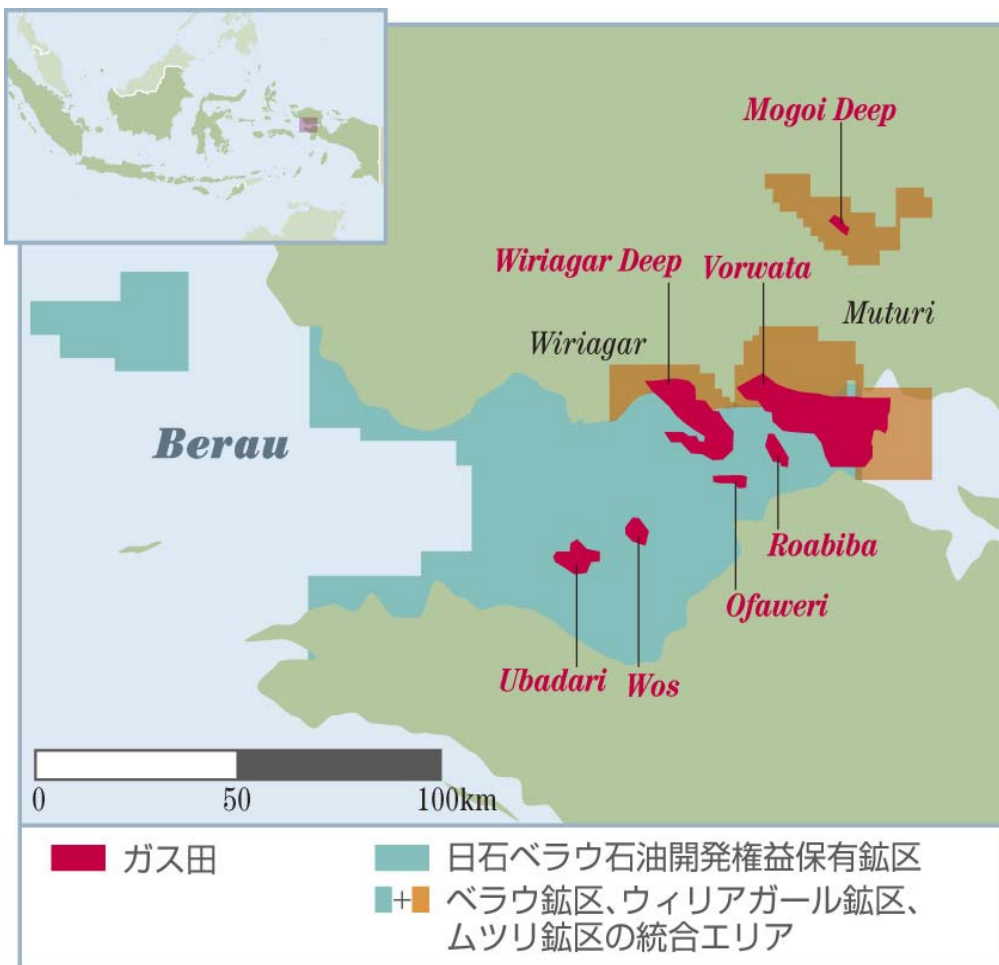 Mogoi Deep
Wiriagar Deep
Vorwata
Wiriagar
Muturi
Berau
Roabiba
Ofaweri
Ubadari
Wos
0
50
100km
ガス田
日石ベラウ石油開発権益保有鉱区
+
ベラウ鉱区、ウィリアガール鉱区、
ムツリ鉱区の統合エリア